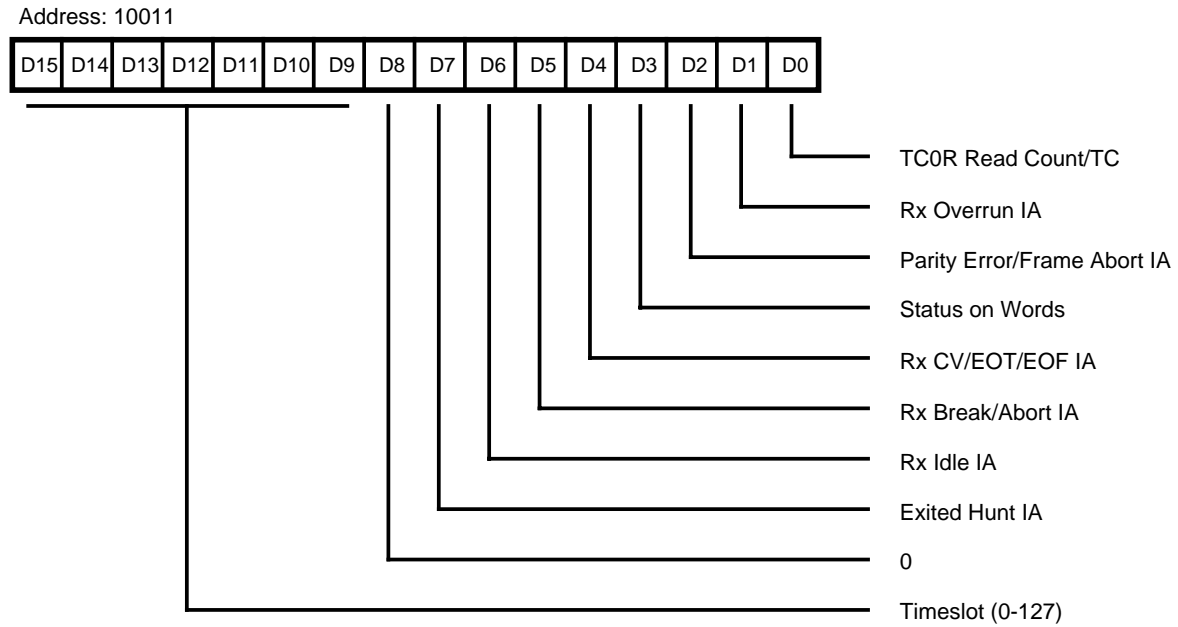 Address: 10011
D15 D14 D13 D12 D11 D10 D9 D8 D7 D6 D5 D4 D3 D2 D1 D0
TC0R Read Count/TC
Rx Overrun IA
Parity Error/Frame Abort IA
Status on Words
Rx CV/EOT/EOF IA
Rx Break/Abort IA
Rx Idle IA
Exited Hunt IA
0
Timeslot (0-127)